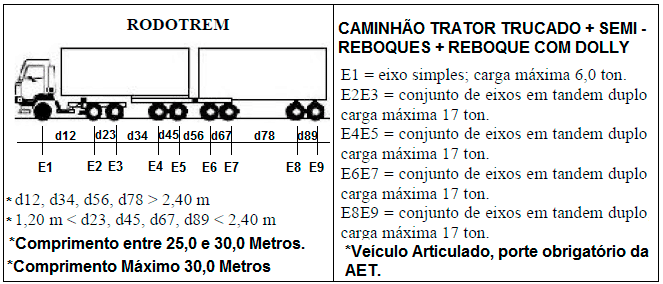 RODOTREM
d12 d23 d34 d45 d56 d67 d78 d89
E1 E2 E3 E4 E5 E6 E7 E8 E9
* d12, d34, d56, d78 > 2,40 m
* 1,20 m < d23, d45, d67, d89 < 2,40 m
*Comprimento entre 25,0 e 30,0 Metros.
*Comprimento Máximo 30,0 Metros
CAMINHÃO TRATOR TRUCADO + SEMI -
REBOQUES + REBOQUE COM DOLLY
E1 = eixo simples; carga máxima 6,0 ton.
E2E3 = conjunto de eixos em tandem duplo
carga máxima 17 ton.
E4E5 = conjunto de eixos em tandem duplo
carga máxima 17 ton.
E6E7 = conjunto de eixos em tandem duplo
carga máxima 17 ton.
E8E9 = conjunto de eixos em tandem duplo
carga máxima 17 ton.
*Veículo Articulado, porte obrigatório da
AET.